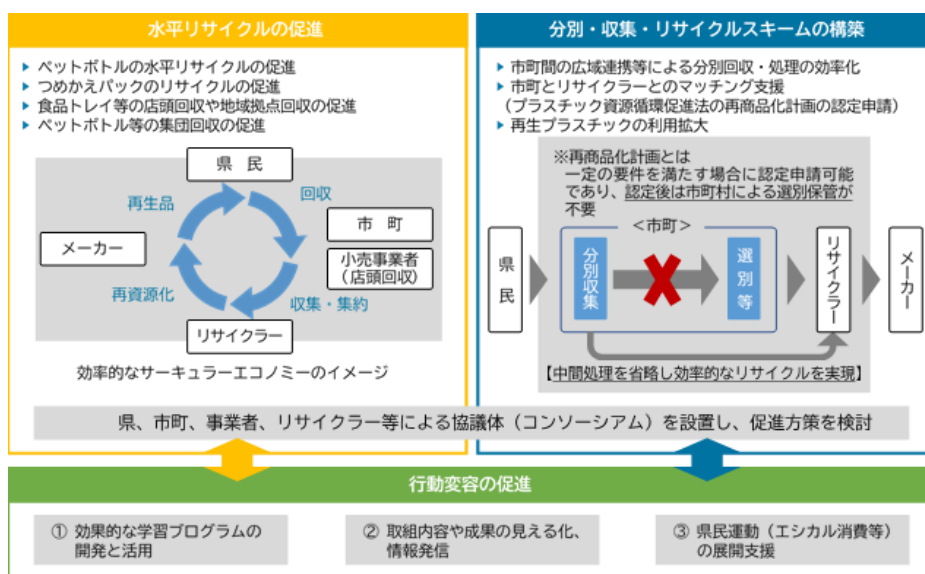 水平リサイクルの促進
▶ ペットボトルの水平リサイクルの促進
▶ つめかえパックのリサイクルの促進
▶ 食品トレイ等の店頭回収や地域拠点回収の促進
▶ ペットボトル等の集団回収の促進
県 民
回収
再生品
市 町
メーカー
小売事業者
(店頭回収)
再資源化
収集・集約
リサイクラー
効率的なサーキュラーエコノミーのイメージ
分別・収集・リサイクルスキームの構築
▶ 市町間の広域連携等による分別回収・処理の効率化
▶ 市町とリサイクラーとのマッチング支援
(プラスチック資源循環促進法の再商品化計画の認定申請)
▶ 再生プラスチックの利用拡大
※再商品化計画とは
一定の要件を満たす場合に認定申請可能
であり、認定後は市町村による選別保管が
不要
<市町>
県民
分別収集
選別等
リサイクラー
メーカー
【中間処理を省略し効率的なリサイクルを実現】
県、市町、事業者、リサイクラー等による協議体(コンソーシアム)を設置し、促進方策を検討
行動変容の促進
① 効果的な学習プログラムの
開発と活用
② 取組内容や成果の見える化、
情報発信
③ 県民運動(エシカル消費等)
の展開支援